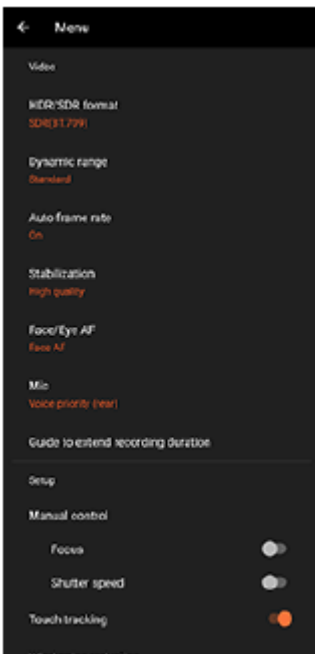 Menu
Video
HDR/SDR format
SDR(BT.709)
Dynamic range
Standard
Auto frame rate
On
Stabilization
High quality
Face/Eye AF
Face AF
Mic
Voice priority (rear)
Guide to extend recording duration
Setup
Manual control
Focus
Shutter speed
Touch tracking